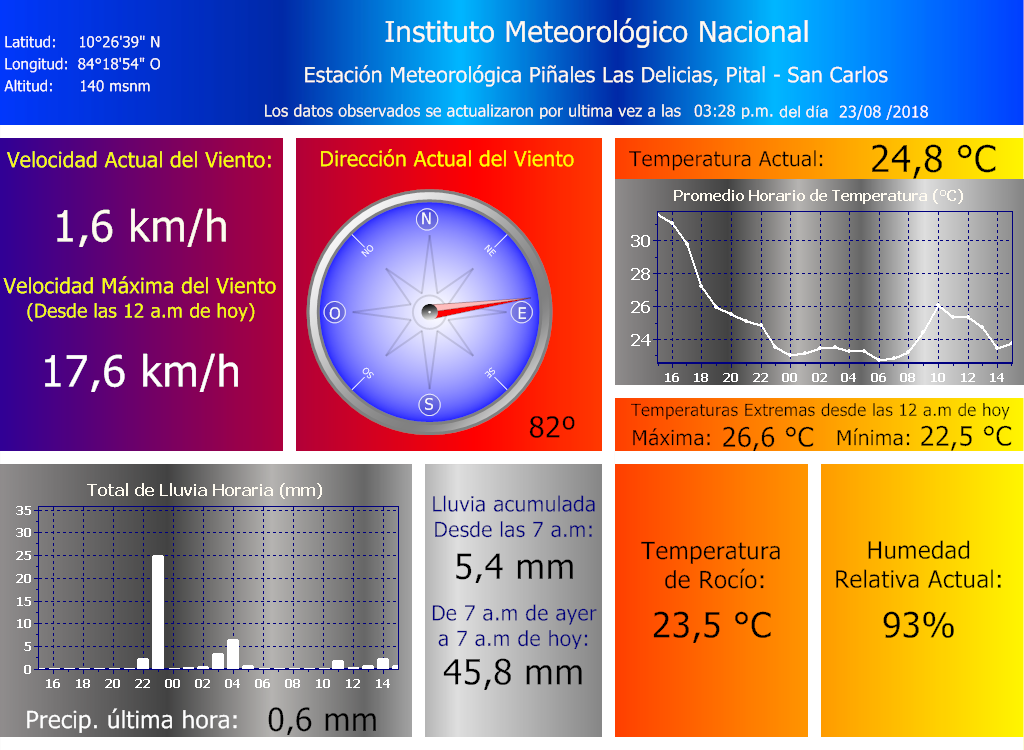 Instituto Meteorológico Nacional
Latitud: 10°26'39" N
Longitud: 84°18'54" O
Altitud: 140 msnm
Estación Meteorológica Piñales Las Delicias, Pital - San Carlos
Los datos observados se actualizaron por ultima vez a las 03:28 p.m. del día 23/08 /2018
Velocidad Actual del Viento:
1,6 km/h
Velocidad Máxima del Viento
(Desde las 12 a.m de hoy)
17,6 km/h
Dirección Actual del Viento
N
NO
NE
O
E
SO
SE
S
82º
Temperatura Actual: 24,8 °C
Promedio Horario de Temperatura (°C)
30
28
26
24
16 18 20 22 00 02 04 06 08 10 12 14
Temperaturas Extremas desde las 12 a.m de hoy
Máxima: 26,6 °C Mínima: 22,5 °C
Total de Lluvia Horaria (mm)
35
30
25
20
15
10
5
0
16 18 20 22 00 02 04 06 08 10 12 14
Precip. última hora: 0,6 mm
Lluvia acumulada
Desde las 7 a.m:
5,4 mm
De 7 a.m de ayer
a 7 a.m de hoy:
45,8 mm
Temperatura
de Rocío:
23,5 °C
Humedad
Relativa Actual:
93%